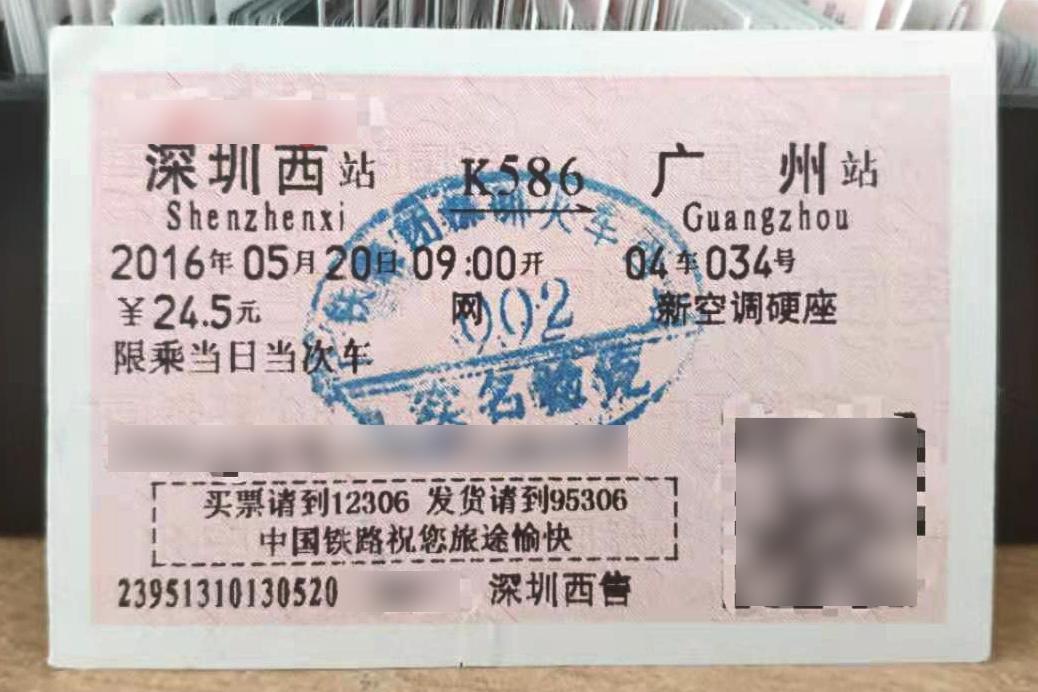 深圳西站 K586 广州站
Shenzhenxi Guangzhou
2016年05月20日09:00开 04车034号
￥24.5元 网 新空调硬座
限乘当日当次车
002
买票请到12306 发货请到95306
中国铁路祝您旅途愉快
23951310130520 深圳西售